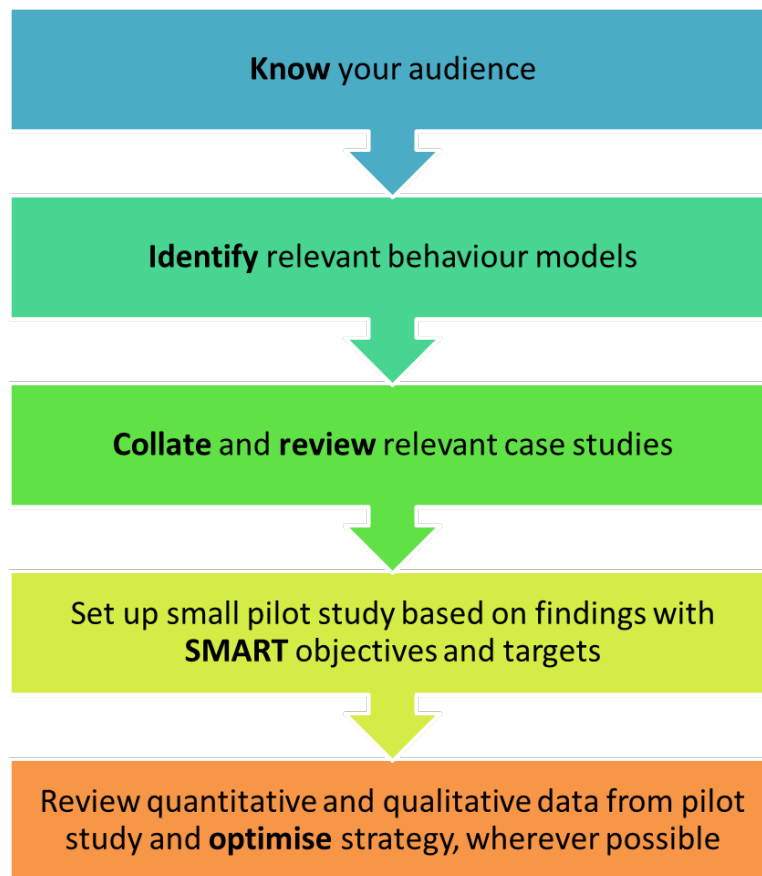 Know your audience
Identify relevant behaviour models
Collate and review relevant case studies
Set up small pilot study based on findings with
SMART objectives and targets
Review quantitative and qualitative data from pilot
study and optimise strategy, wherever possible